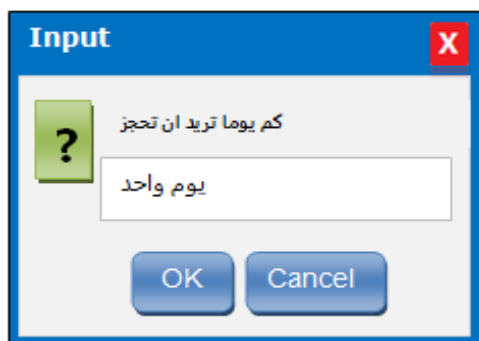 Input
X
?
كم يوما تريد ان تحجز
يوم واحد
OK
Cancel